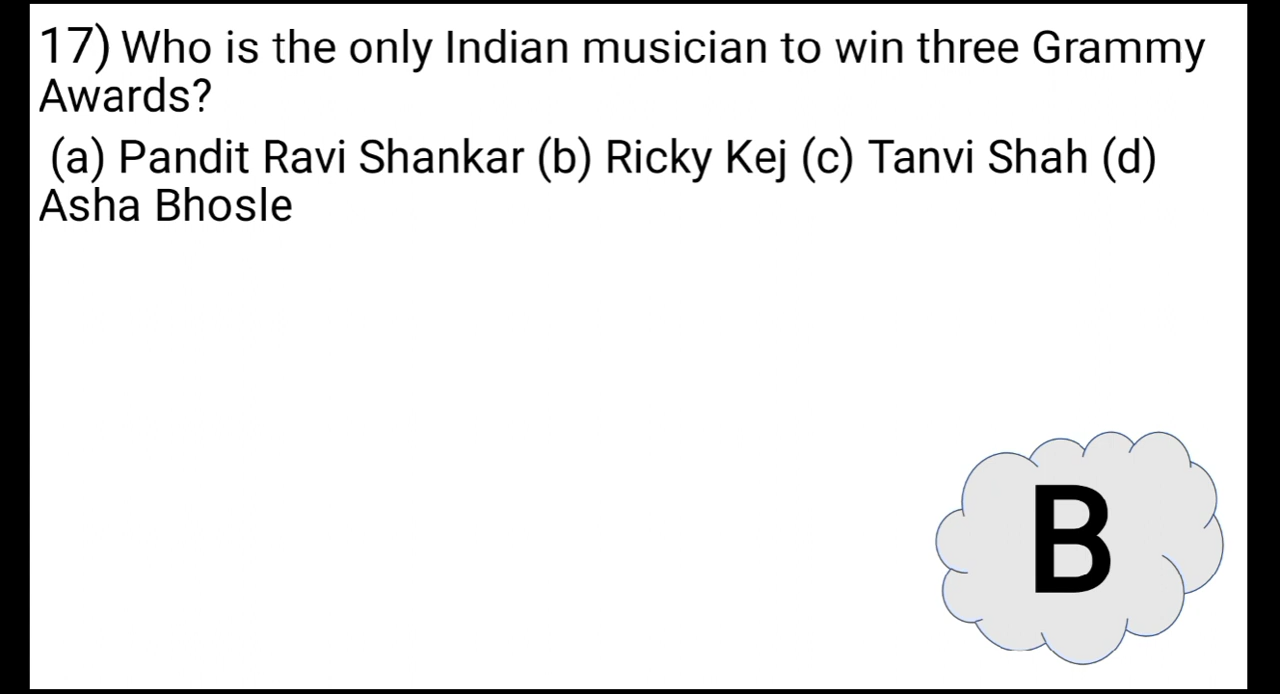 17) Who is the only Indian musician to win three Grammy
Awards?
(a) Pandit Ravi Shankar (b) Ricky Kej (c) Tanvi Shah (d)
Asha Bhosle
B